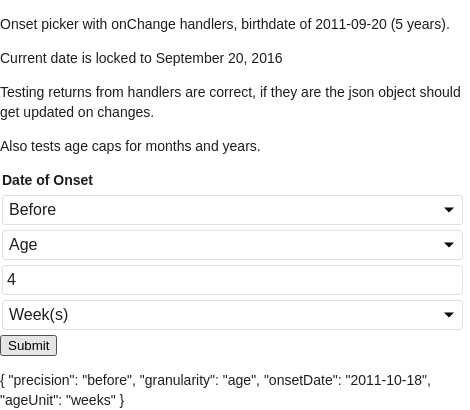 Onset picker with onChange handlers, birthdate of 2011-09-20 (5 years).
Current date is locked to September 20, 2016
Testing returns from handlers are correct, if they are the json object should
get updated on changes.
Also tests age caps for months and years.
Date of Onset
Before
Age
4
Week(s)
Submit
{ "precision": "before", "granularity": "age", "onsetDate": "2011-10-18",
"ageUnit": "weeks" }